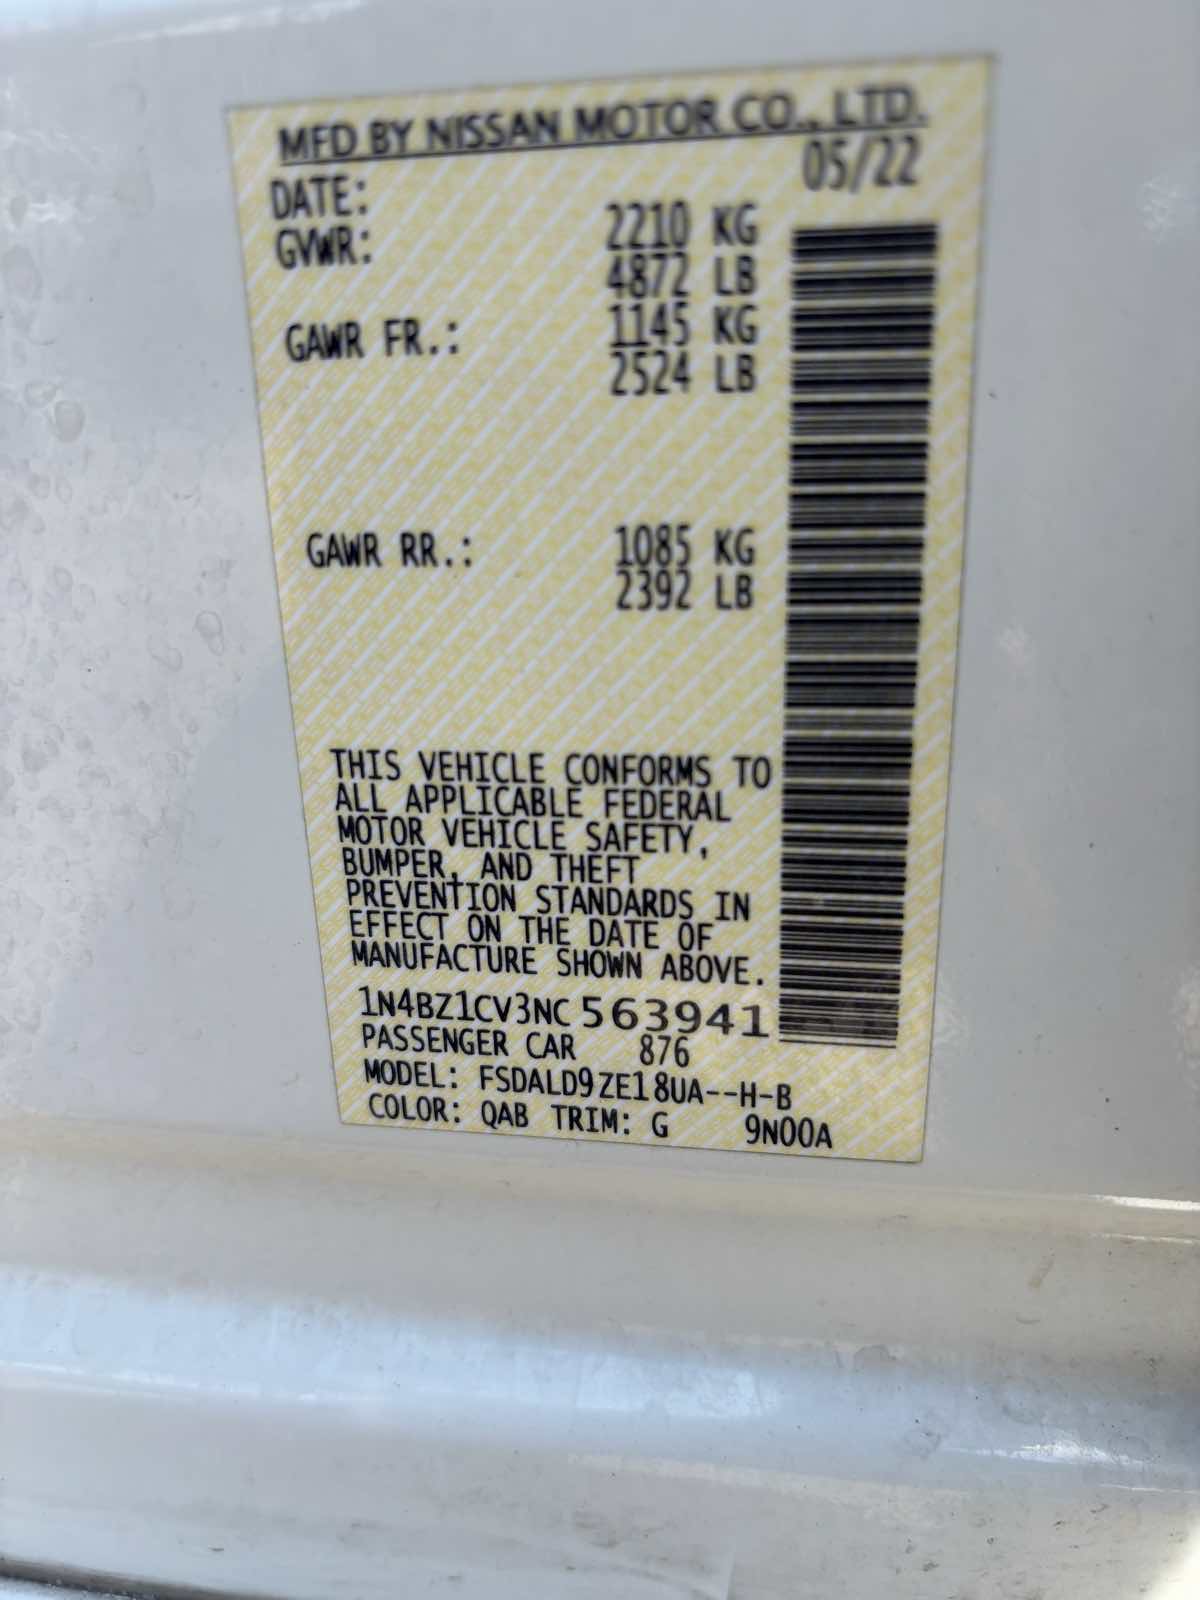 MFD BY NISSAN MOTOR CO., LTD.
DATE: 05/22
GVWR: 2210 KG
4872 LB
GAWR FR.: 1145 KG
2524 LB
GAWR RR.: 1085 KG
2392 LB
THIS VEHICLE CONFORMS TO
ALL APPLICABLE FEDERAL
MOTOR VEHICLE SAFETY,
BUMPER, AND THEFT
PREVENTION STANDARDS IN
EFFECT ON THE DATE OF
MANUFACTURE SHOWN ABOVE.
1N4BZ1CV3NC563941
PASSENGER CAR 876
MODEL: FSDALD9ZE18UA--H-B
COLOR: QAB TRIM: G 9N00A